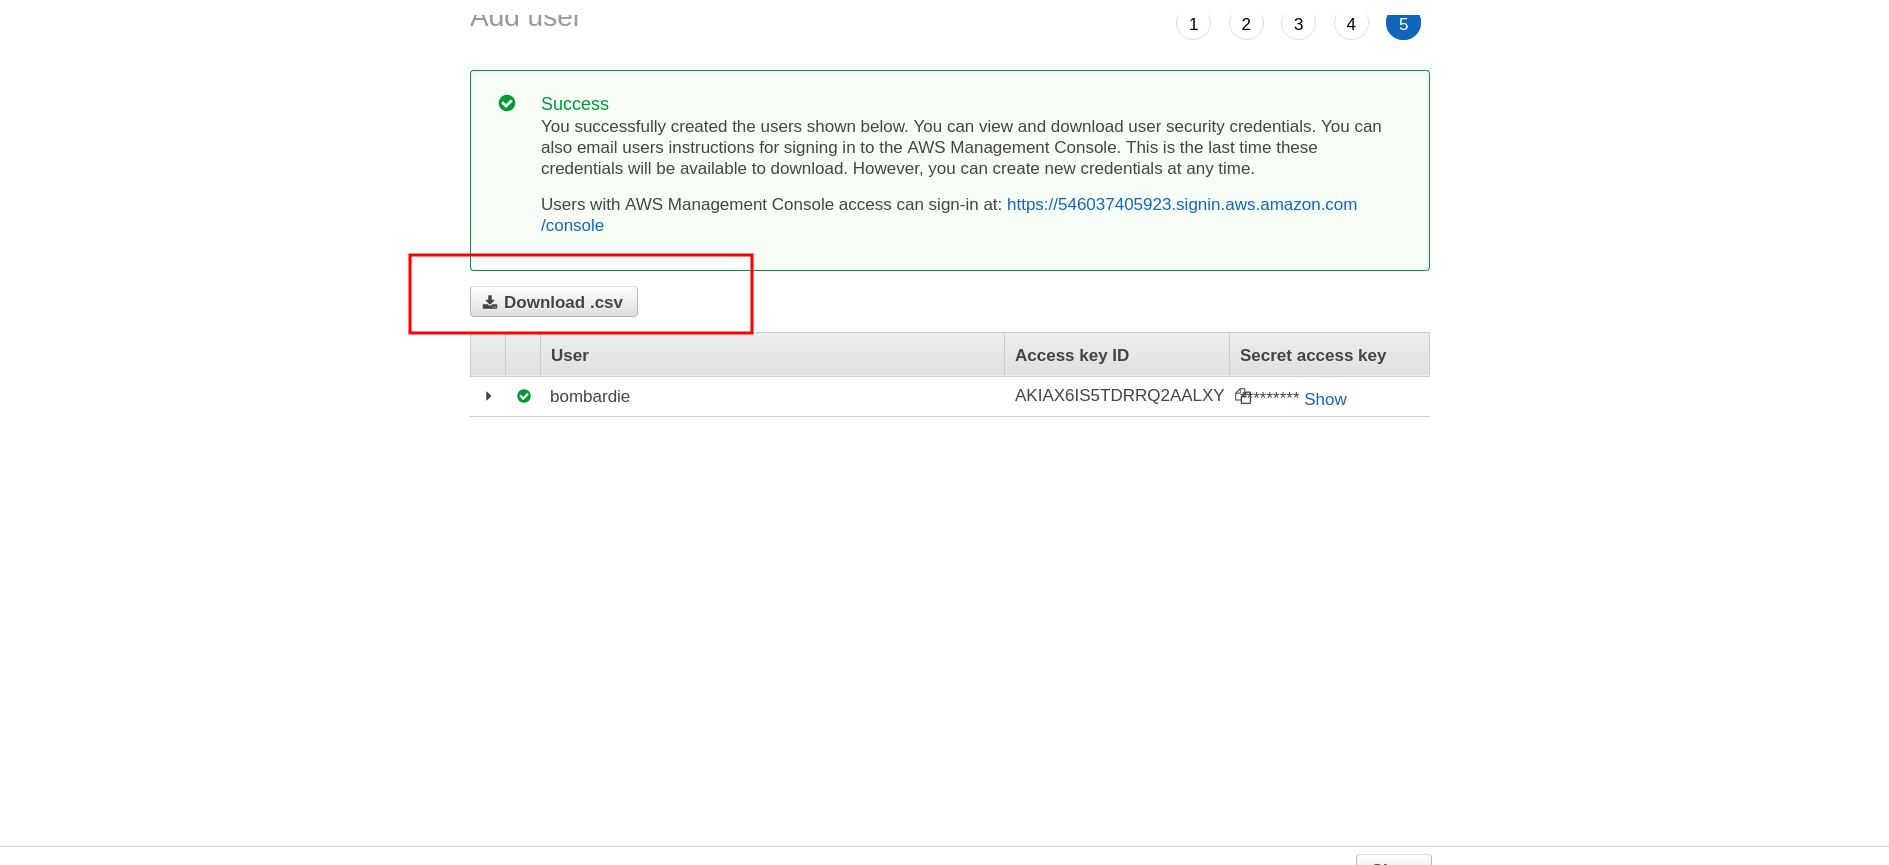 Add user
1 2 3 4 5
Success
You successfully created the users shown below. You can view and download user security credentials. You can
also email users instructions for signing in to the AWS Management Console. This is the last time these
credentials will be available to download. However, you can create new credentials at any time.
Users with AWS Management Console access can sign-in at: https://546037405923.signin.aws.amazon.com
/console
Download .csv
User Access key ID Secret access key
bombardie AKIAX6IS5TDRRQ2AALXY ********* Show